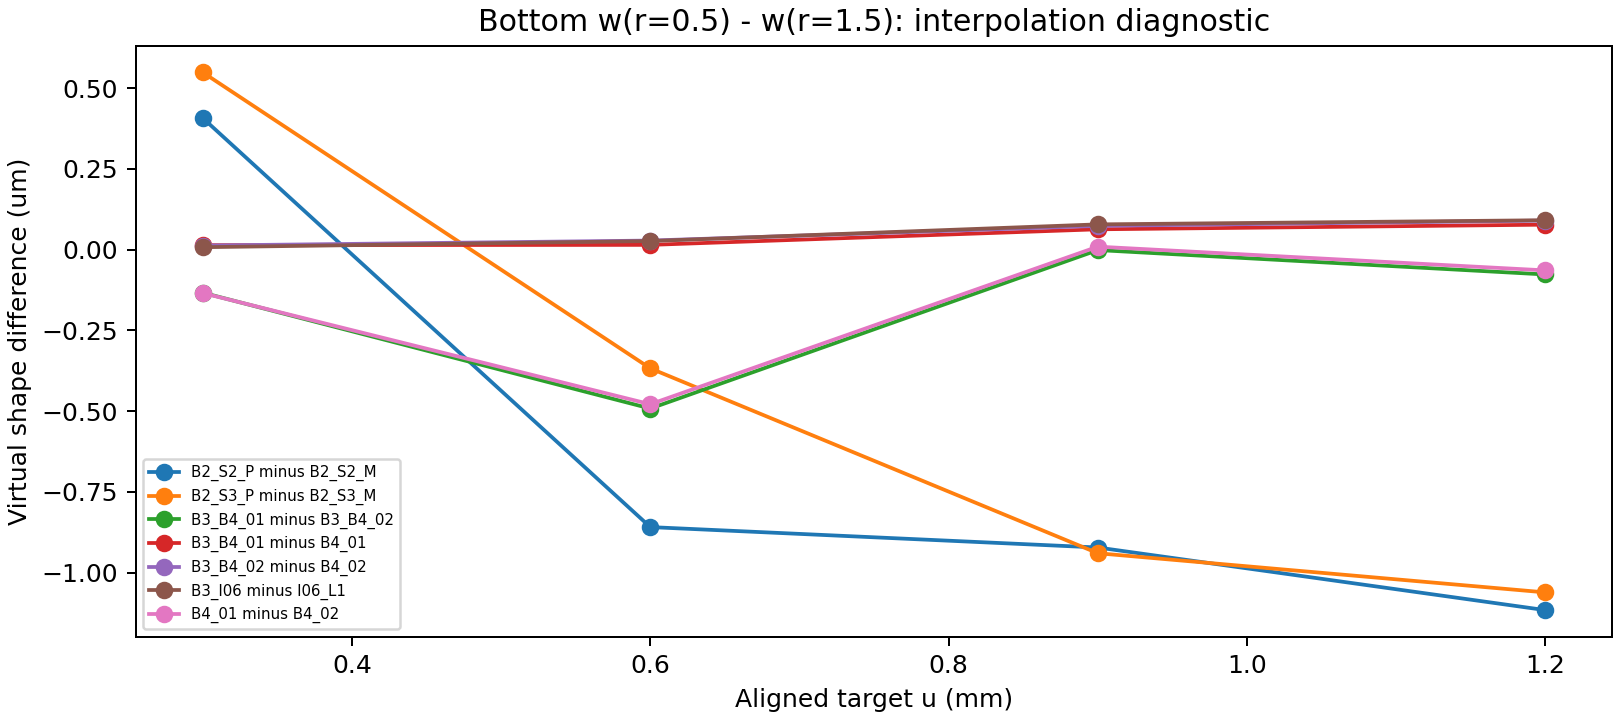 Bottom w(r=0.5) - w(r=1.5): interpolation diagnostic
Virtual shape difference (um)
0.50
0.25
0.00
−0.25
−0.50
−0.75
−1.00
B2_S2_P minus B2_S2_M
B2_S3_P minus B2_S3_M
B3_B4_01 minus B3_B4_02
B3_B4_01 minus B4_01
B3_B4_02 minus B4_02
B3_I06 minus I06_L1
B4_01 minus B4_02
0.4
0.6
0.8
1.0
1.2
Aligned target u (mm)